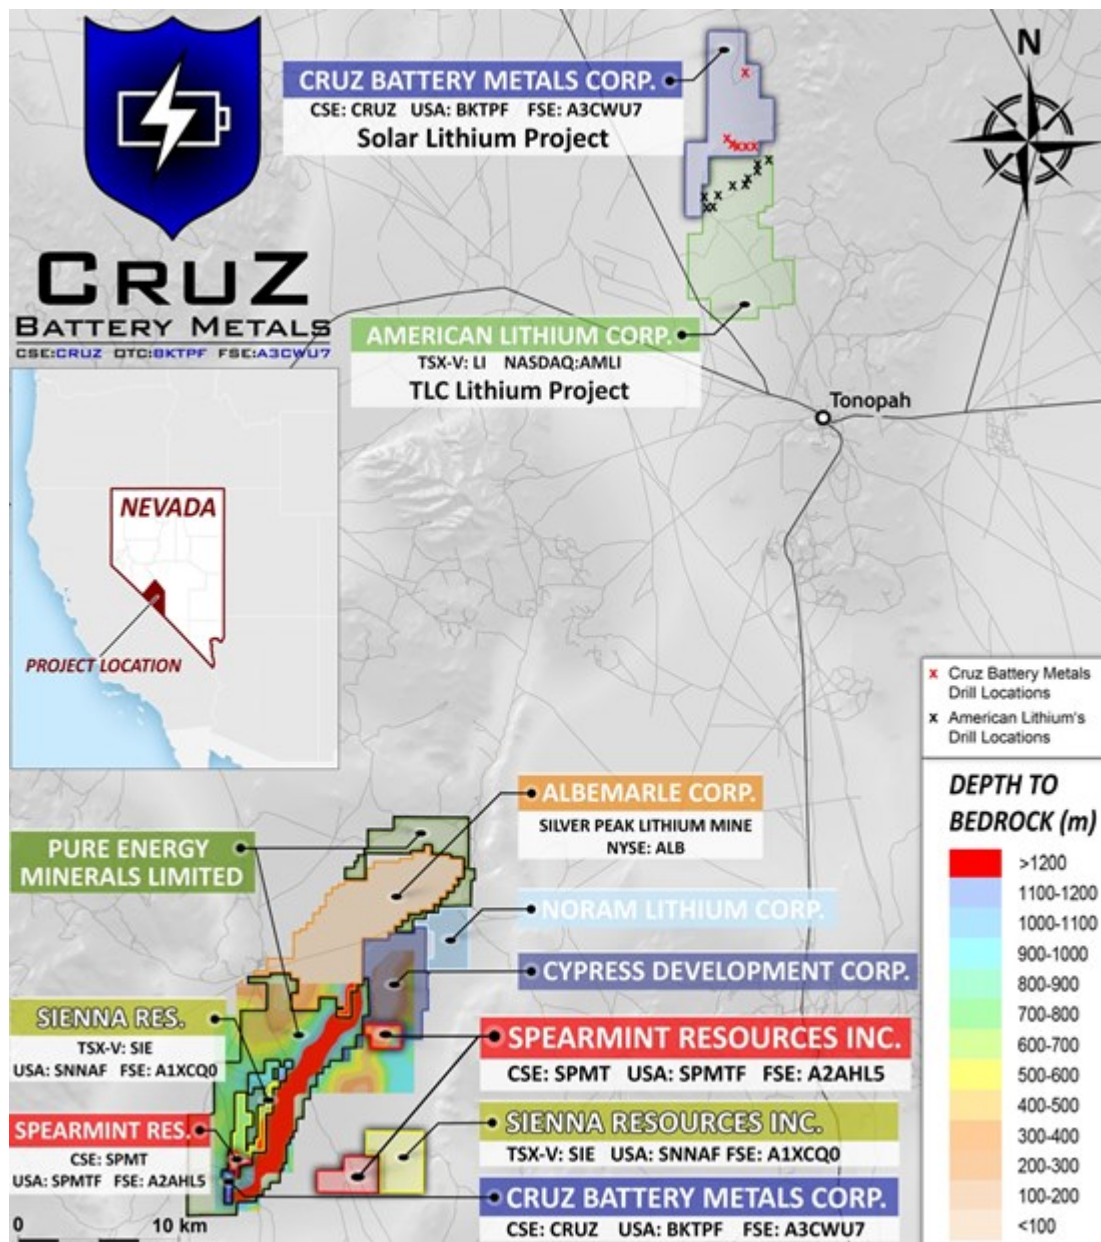 CRUZ BATTERY METALS CORP.
CSE: CRUZ USA: BKTPF FSE: A3CWU7
Solar Lithium Project
N
CRUZ
BATTERY METALS
CSE:CRUZ OTC:BKTPF FSE:A3CWU7
AMERICAN LITHIUM CORP.
TSX-V: LI NASDAQ:AMLI
TLC Lithium Project
Tonopah
NEVADA
PROJECT LOCATION
x Cruz Battery Metals
Drill Locations
x American Lithium's
Drill Locations
ALBEMARLE CORP.
SILVER PEAK LITHIUM MINE
NYSE: ALB
PURE ENERGY
MINERALS LIMITED
NORAM LITHIUM CORP.
CYPRESS DEVELOPMENT CORP.
SIENNA RES.
TSX-V: SIE
USA: SNNAF FSE: A1XCQ0
SPEARMINT RESOURCES INC.
CSE: SPMT USA: SPMTF FSE: A2AHL5
SPEARMINT RES.
CSE: SPMT
USA: SPMTF FSE: A2AHL5
SIENNA RESOURCES INC.
TSX-V: SIE USA: SNNAF FSE: A1XCQ0
CRUZ BATTERY METALS CORP.
CSE: CRUZ USA: BKTPF FSE: A3CWU7
0 10 km
DEPTH TO
BEDROCK (m)
>1200
1100-1200
1000-1100
900-1000
800-900
700-800
600-700
500-600
400-500
300-400
200-300
100-200
<100